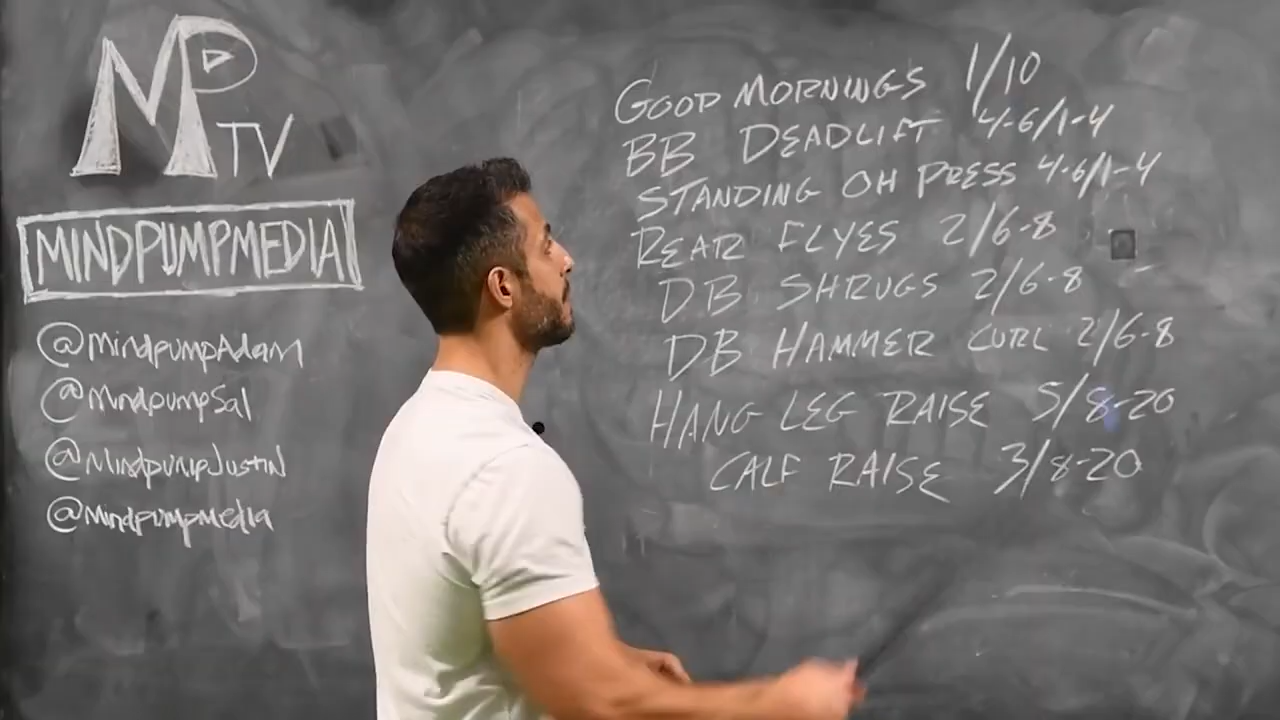 MP
TV
MINDPUMPMEDIA
@mindpumpAdam
@mindpumpSal
@mindpumpJustin
@mindpumpmedia
GOOD MORNINGS 1/10
BB DEADLIFT 4-6/1-4
STANDING OH PRESS 4-6/1-4
REAR FLYES 2/6-8
DB SHRUGS 2/6-8
DB HAMMER CURL 2/6-8
HANG LEG RAISE 5/8-20
CALF RAISE 3/8-20